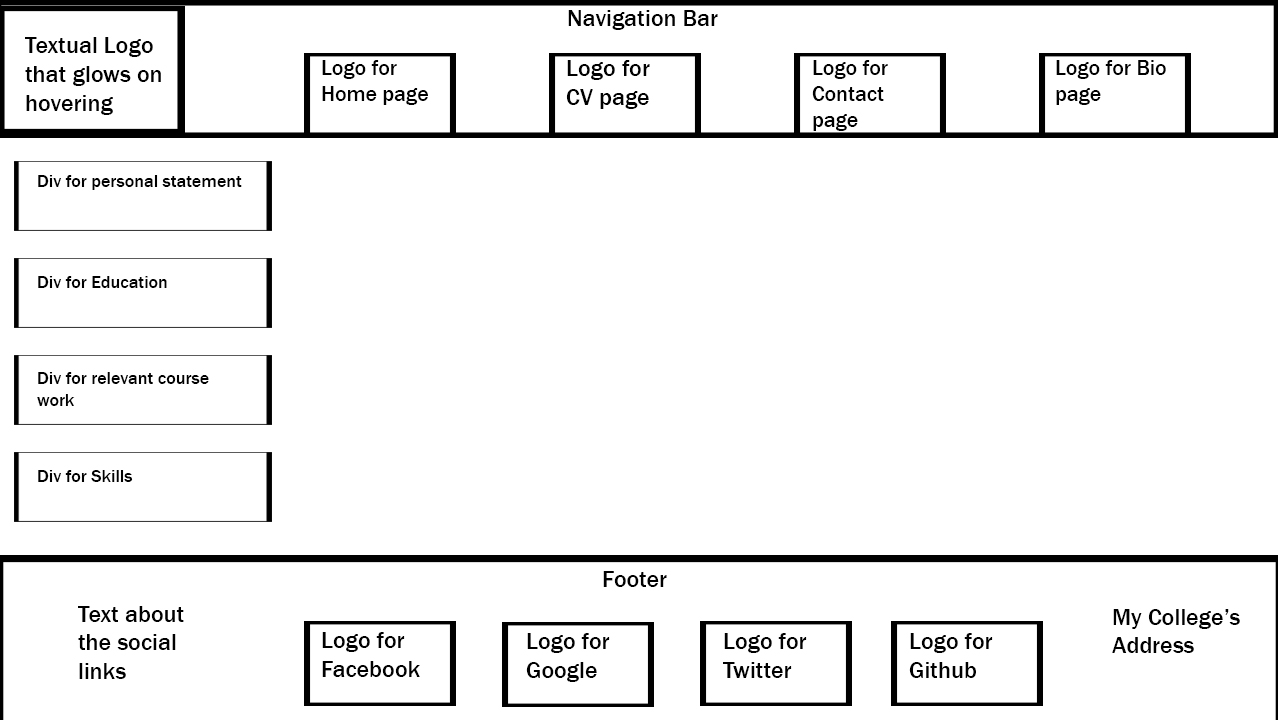 Navigation Bar
Textual Logo
that glows on
hovering
Logo for
Home page
Logo for
CV page
Logo for
Contact
page
Logo for Bio
page
Div for personal statement
Div for Education
Div for relevant course
work
Div for Skills
Footer
Text about
the social
links
Logo for
Facebook
Logo for
Google
Logo for
Twitter
Logo for
Github
My College’s
Address